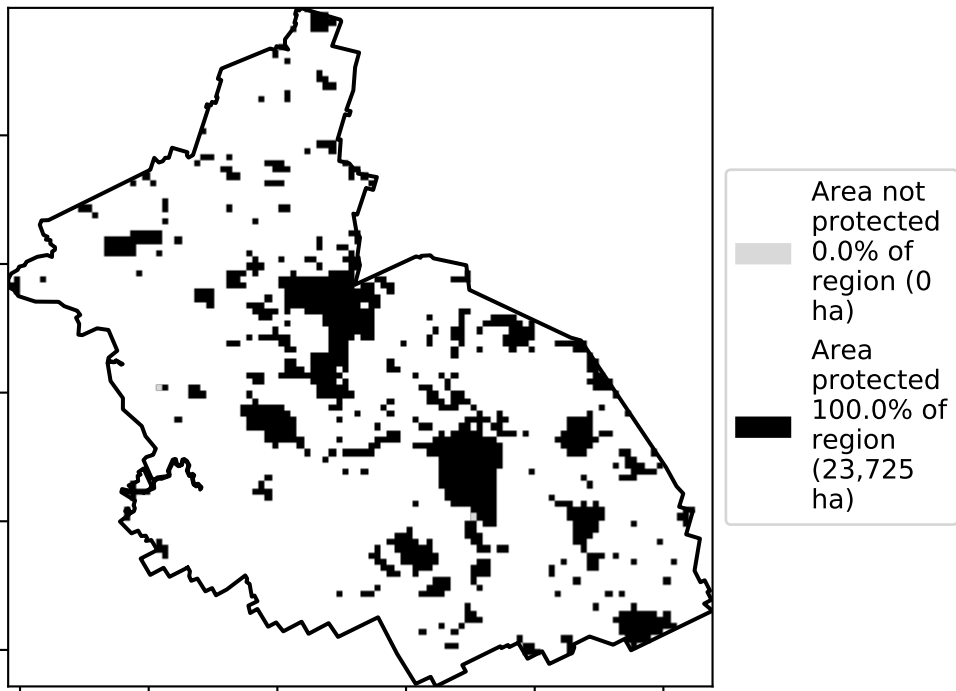 Area not
protected
0.0% of
region (0
ha)
Area
protected
100.0% of
region
(23,725
ha)